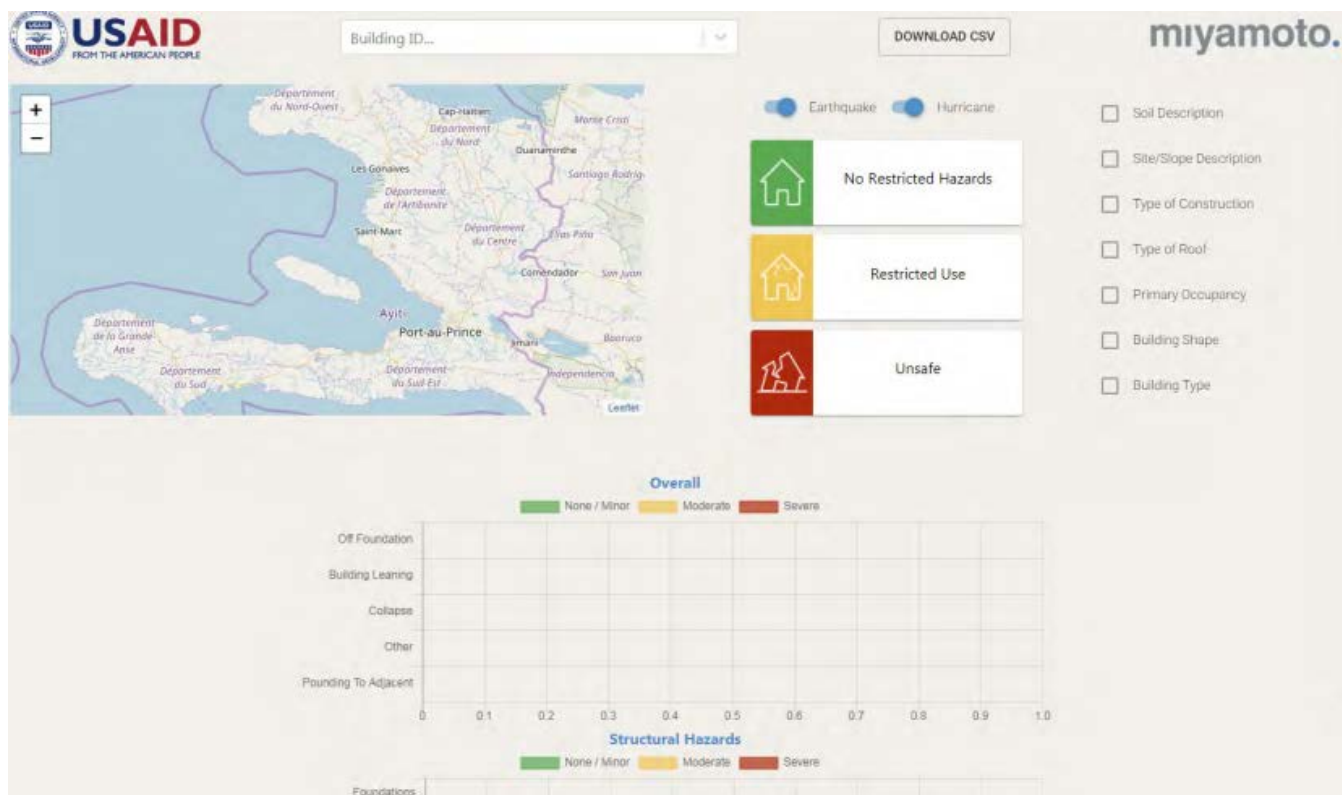 USAID
FROM THE AMERICAN PEOPLE
Building ID...
DOWNLOAD CSV
miyamoto.
+
−
Département
du Nord-Ouest
Cap-Haïtien
Monte Cristi
Département
du Nord
Ouanaminthe
Les Gonaïves
Santiago Rodríg
Département
de l'Artibonite
Saint-Marc
Département
du Centre
Elías Piña
Comendador
San Juan
Ayiti
Port-au-Prince
Jimaní
Baoruco
Département
de la Grande-
Anse
Département
du Sud
Département
du Sud-Est
Independencia
Leaflet
Earthquake
Hurricane
No Restricted Hazards
Restricted Use
Unsafe
Soil Description
Site/Slope Description
Type of Construction
Type of Roof
Primary Occupancy
Building Shape
Building Type
Overall
None / Minor Moderate Severe
Off Foundation
Building Leaning
Collapse
Other
Pounding To Adjacent
0 0.1 0.2 0.3 0.4 0.5 0.6 0.7 0.8 0.9 1.0
Structural Hazards
None / Minor Moderate Severe
Foundations